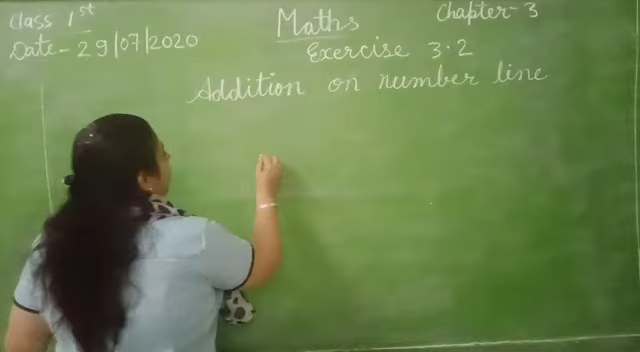 Class 1st Maths Chapter-3
Date-29/07/2020 Exercise 3.2
Addition on number line